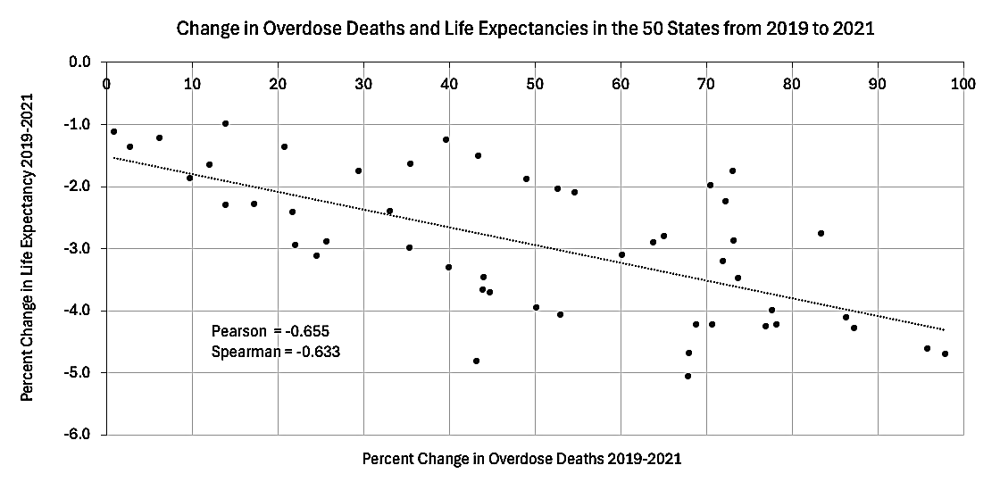 Change in Overdose Deaths and Life Expectancies in the 50 States from 2019 to 2021
0.0
0 10 20 30 40 50 60 70 80 90 100
-1.0
-2.0
-3.0
-4.0
-5.0
-6.0
Percent Change in Life Expectancy 2019-2021
Pearson = -0.655
Spearman = -0.633
Percent Change in Overdose Deaths 2019-2021